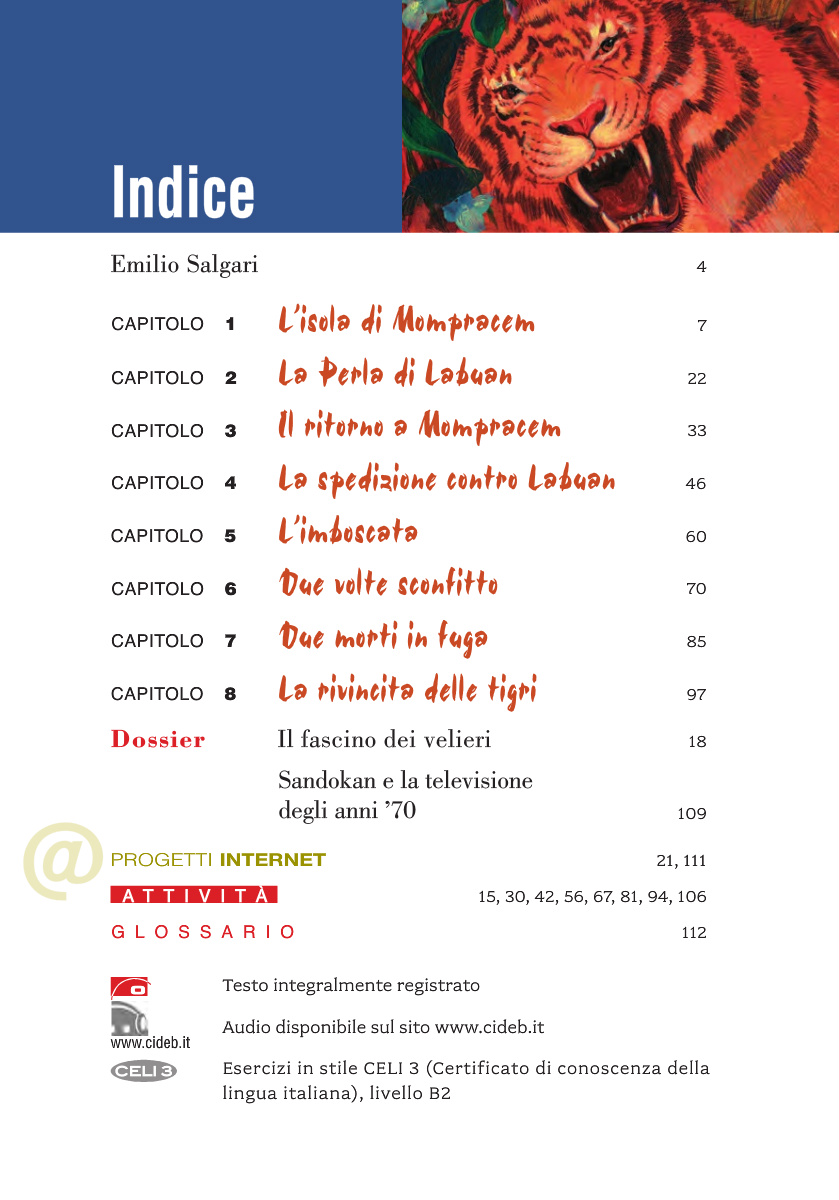 Indice
Emilio Salgari 4
CAPITOLO 1 L'isola di Mompracem 7
CAPITOLO 2 La Perla di Labuan 22
CAPITOLO 3 Il ritorno a Mompracem 33
CAPITOLO 4 La spedizione contro Labuan 46
CAPITOLO 5 L'imboscata 60
CAPITOLO 6 Due volte sconfitto 70
CAPITOLO 7 Due morti in fuga 85
CAPITOLO 8 La rivincita delle tigri 97
Dossier Il fascino dei velieri 18
Sandokan e la televisione
degli anni ’70 109
@ PROGETTI INTERNET 21, 111
ATTIVITÀ 15, 30, 42, 56, 67, 81, 94, 106
GLOSSARIO 112
Testo integralmente registrato
Audio disponibile sul sito www.cideb.it
www.cideb.it
CELI 3 Esercizi in stile CELI 3 (Certificato di conoscenza della
lingua italiana), livello B2